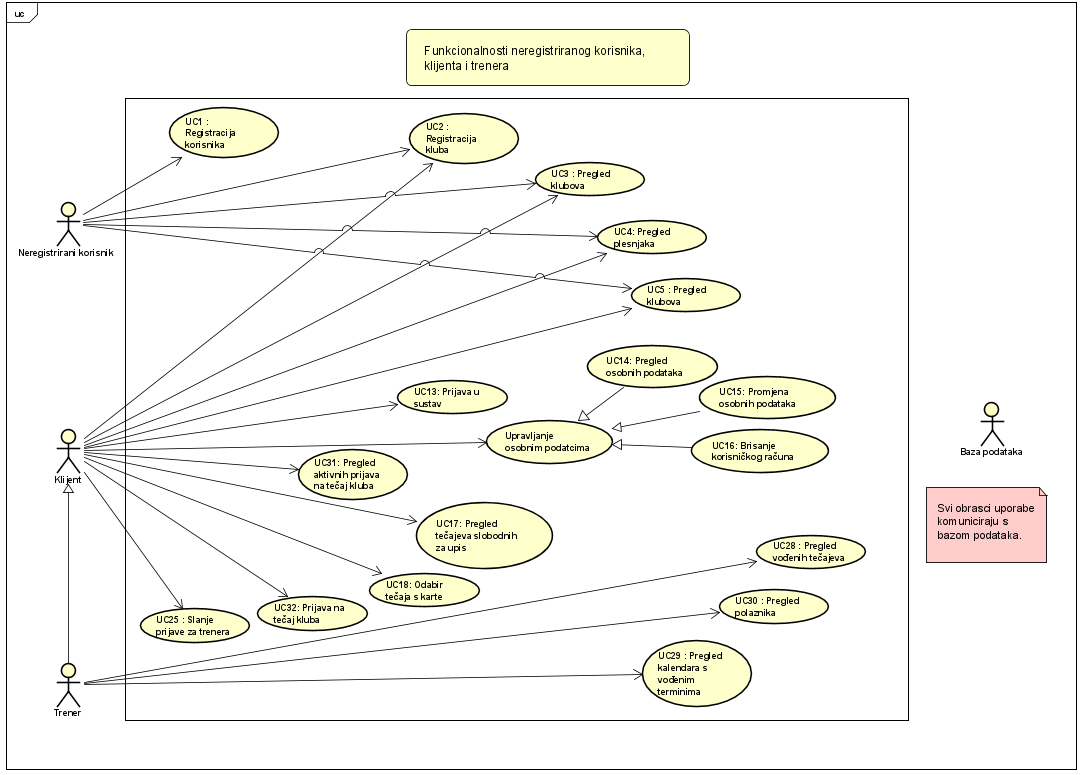 uc
Funkcionalnosti neregistriranog korisnika,
klijenta i trenera
UC1 :
Registracija
korisnika
UC2 :
Registracija
kluba
UC3 : Pregled
klubova
UC4: Pregled
plesnjaka
UC5 : Pregled
klubova
Neregistrirani korisnik
UC14: Pregled
osobnih podataka
UC15: Promjena
osobnih podataka
UC13: Prijava u
sustav
Upravljanje
osobnim podatcima
UC16: Brisanje
korisničkog računa
Baza podataka
Klijent
UC31: Pregled
aktivnih prijava
na tečaj kluba
UC17: Pregled
tečajeva slobodnih
za upis
Svi obrasci uporabe
komuniciraju s
bazom podataka.
UC28 : Pregled
vođenih tečajeva
UC18: Odabir
tečaja s karte
UC30 : Pregled
polaznika
UC32: Prijava na
tečaj kluba
UC25 : Slanje
prijave za trenera
UC29 : Pregled
kalendara s
vođenim
terminima
Trener